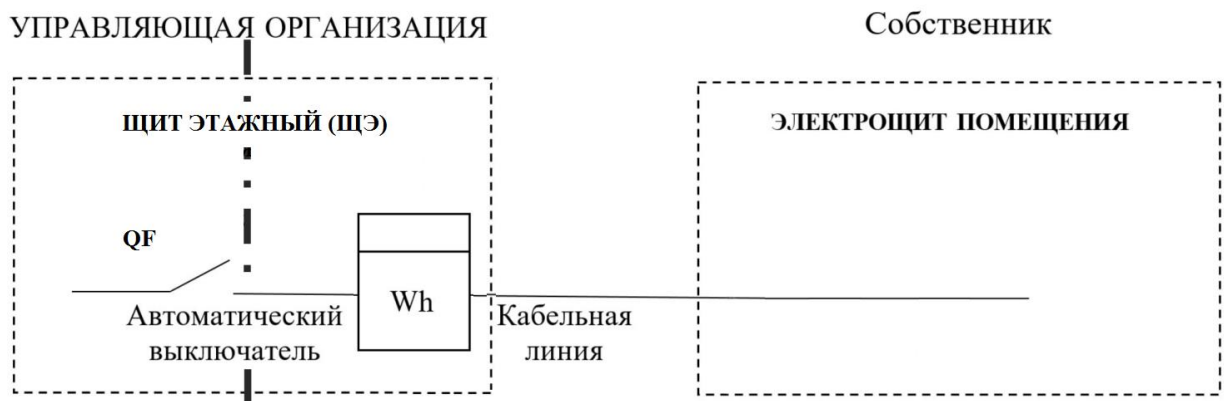 УПРАВЛЯЮЩАЯ ОРГАНИЗАЦИЯ
Собственник
ЩИТ ЭТАЖНЫЙ (ЩЭ)
ЭЛЕКТРОЩИТ ПОМЕЩЕНИЯ
QF
Wh
Автоматический
выключатель
Кабельная
линия